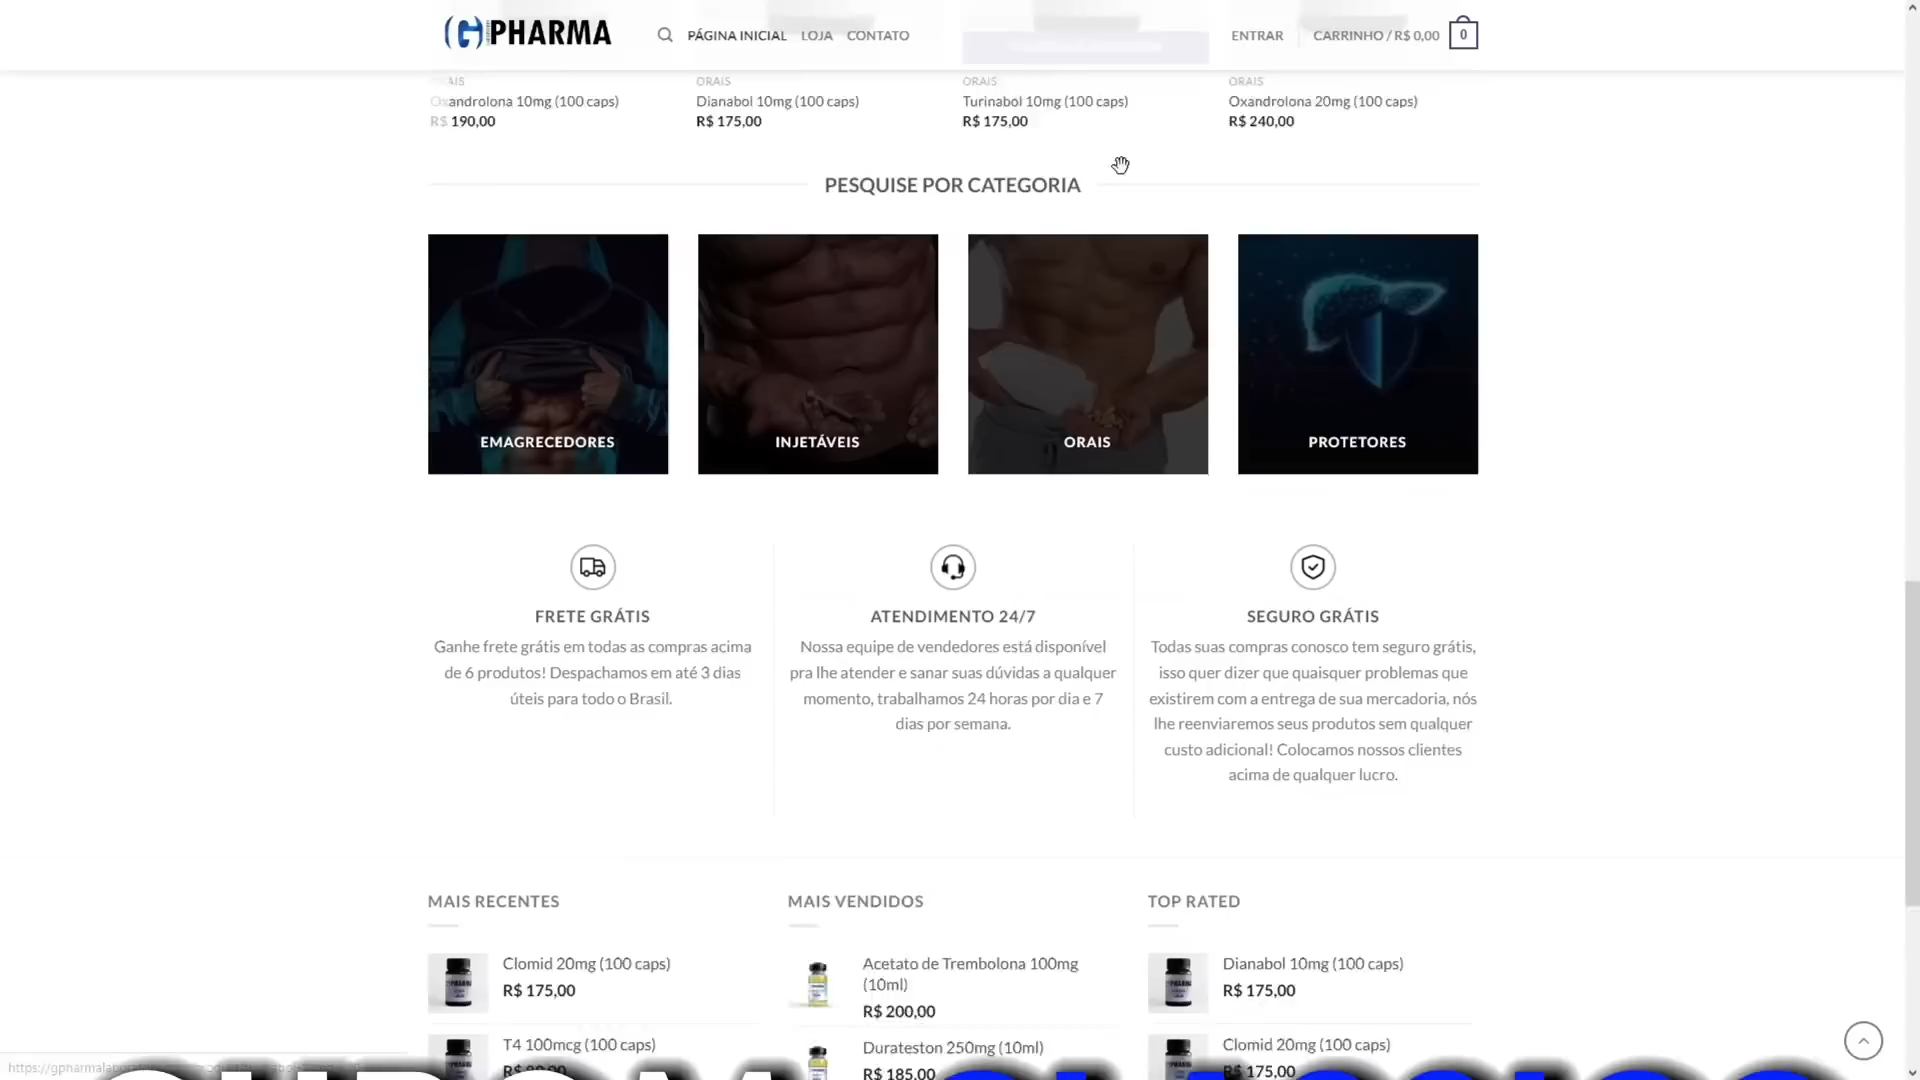 PHARMA
PÁGINA INICIAL LOJA CONTATO
ENTRAR
CARRINHO / R$ 0,00
0
ORAIS
ORAIS
ORAIS
Oxandrolona 10mg (100 caps)
R$ 190,00
Dianabol 10mg (100 caps)
R$ 175,00
Turinabol 10mg (100 caps)
R$ 175,00
Oxandrolona 20mg (100 caps)
R$ 240,00
PESQUISE POR CATEGORIA
EMAGRECEDORES
INJETÁVEIS
ORAIS
PROTETORES
FRETE GRÁTIS
Ganhe frete grátis em todas as compras acima
de 6 produtos! Despachamos em até 3 dias
úteis para todo o Brasil.
ATENDIMENTO 24/7
Nossa equipe de vendedores está disponível
pra lhe atender e sanar suas dúvidas a qualquer
momento, trabalhamos 24 horas por dia e 7
dias por semana.
SEGURO GRÁTIS
Todas suas compras conosco tem seguro grátis,
isso quer dizer que quaisquer problemas que
existirem com a entrega de sua mercadoria, nós
lhe reenviaremos seus produtos sem qualquer
custo adicional! Colocamos nossos clientes
acima de qualquer lucro.
MAIS RECENTES
Clomid 20mg (100 caps)
R$ 175,00
T4 100mcg (100 caps)
MAIS VENDIDOS
Acetato de Trembolona 100mg
(10ml)
R$ 200,00
Durateston 250mg (10ml)
R$ 185,00
TOP RATED
Dianabol 10mg (100 caps)
R$ 175,00
Clomid 20mg (100 caps)
R$ 175,00